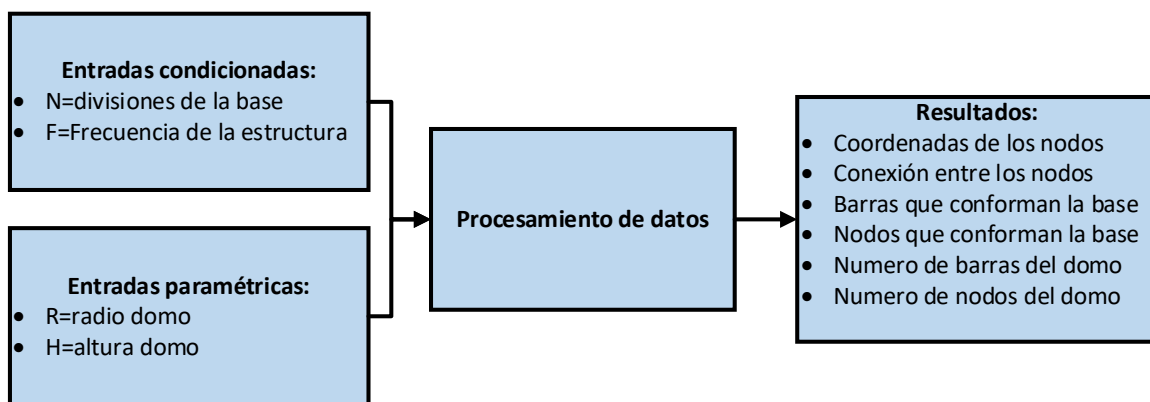 Entradas condicionadas:
• N=divisiones de la base
• F=Frecuencia de la estructura
Entradas paramétricas:
• R=radio domo
• H=altura domo
Procesamiento de datos
Resultados:
• Coordenadas de los nodos
• Conexión entre los nodos
• Barras que conforman la base
• Nodos que conforman la base
• Numero de barras del domo
• Numero de nodos del domo